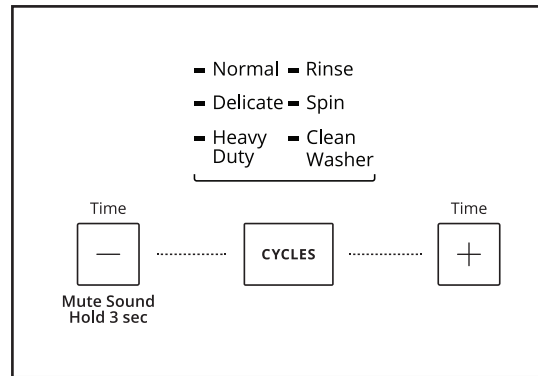 Normal
Rinse
Delicate
Spin
Heavy
Duty
Clean
Washer
Time
Time
CYCLES
Mute Sound
Hold 3 sec